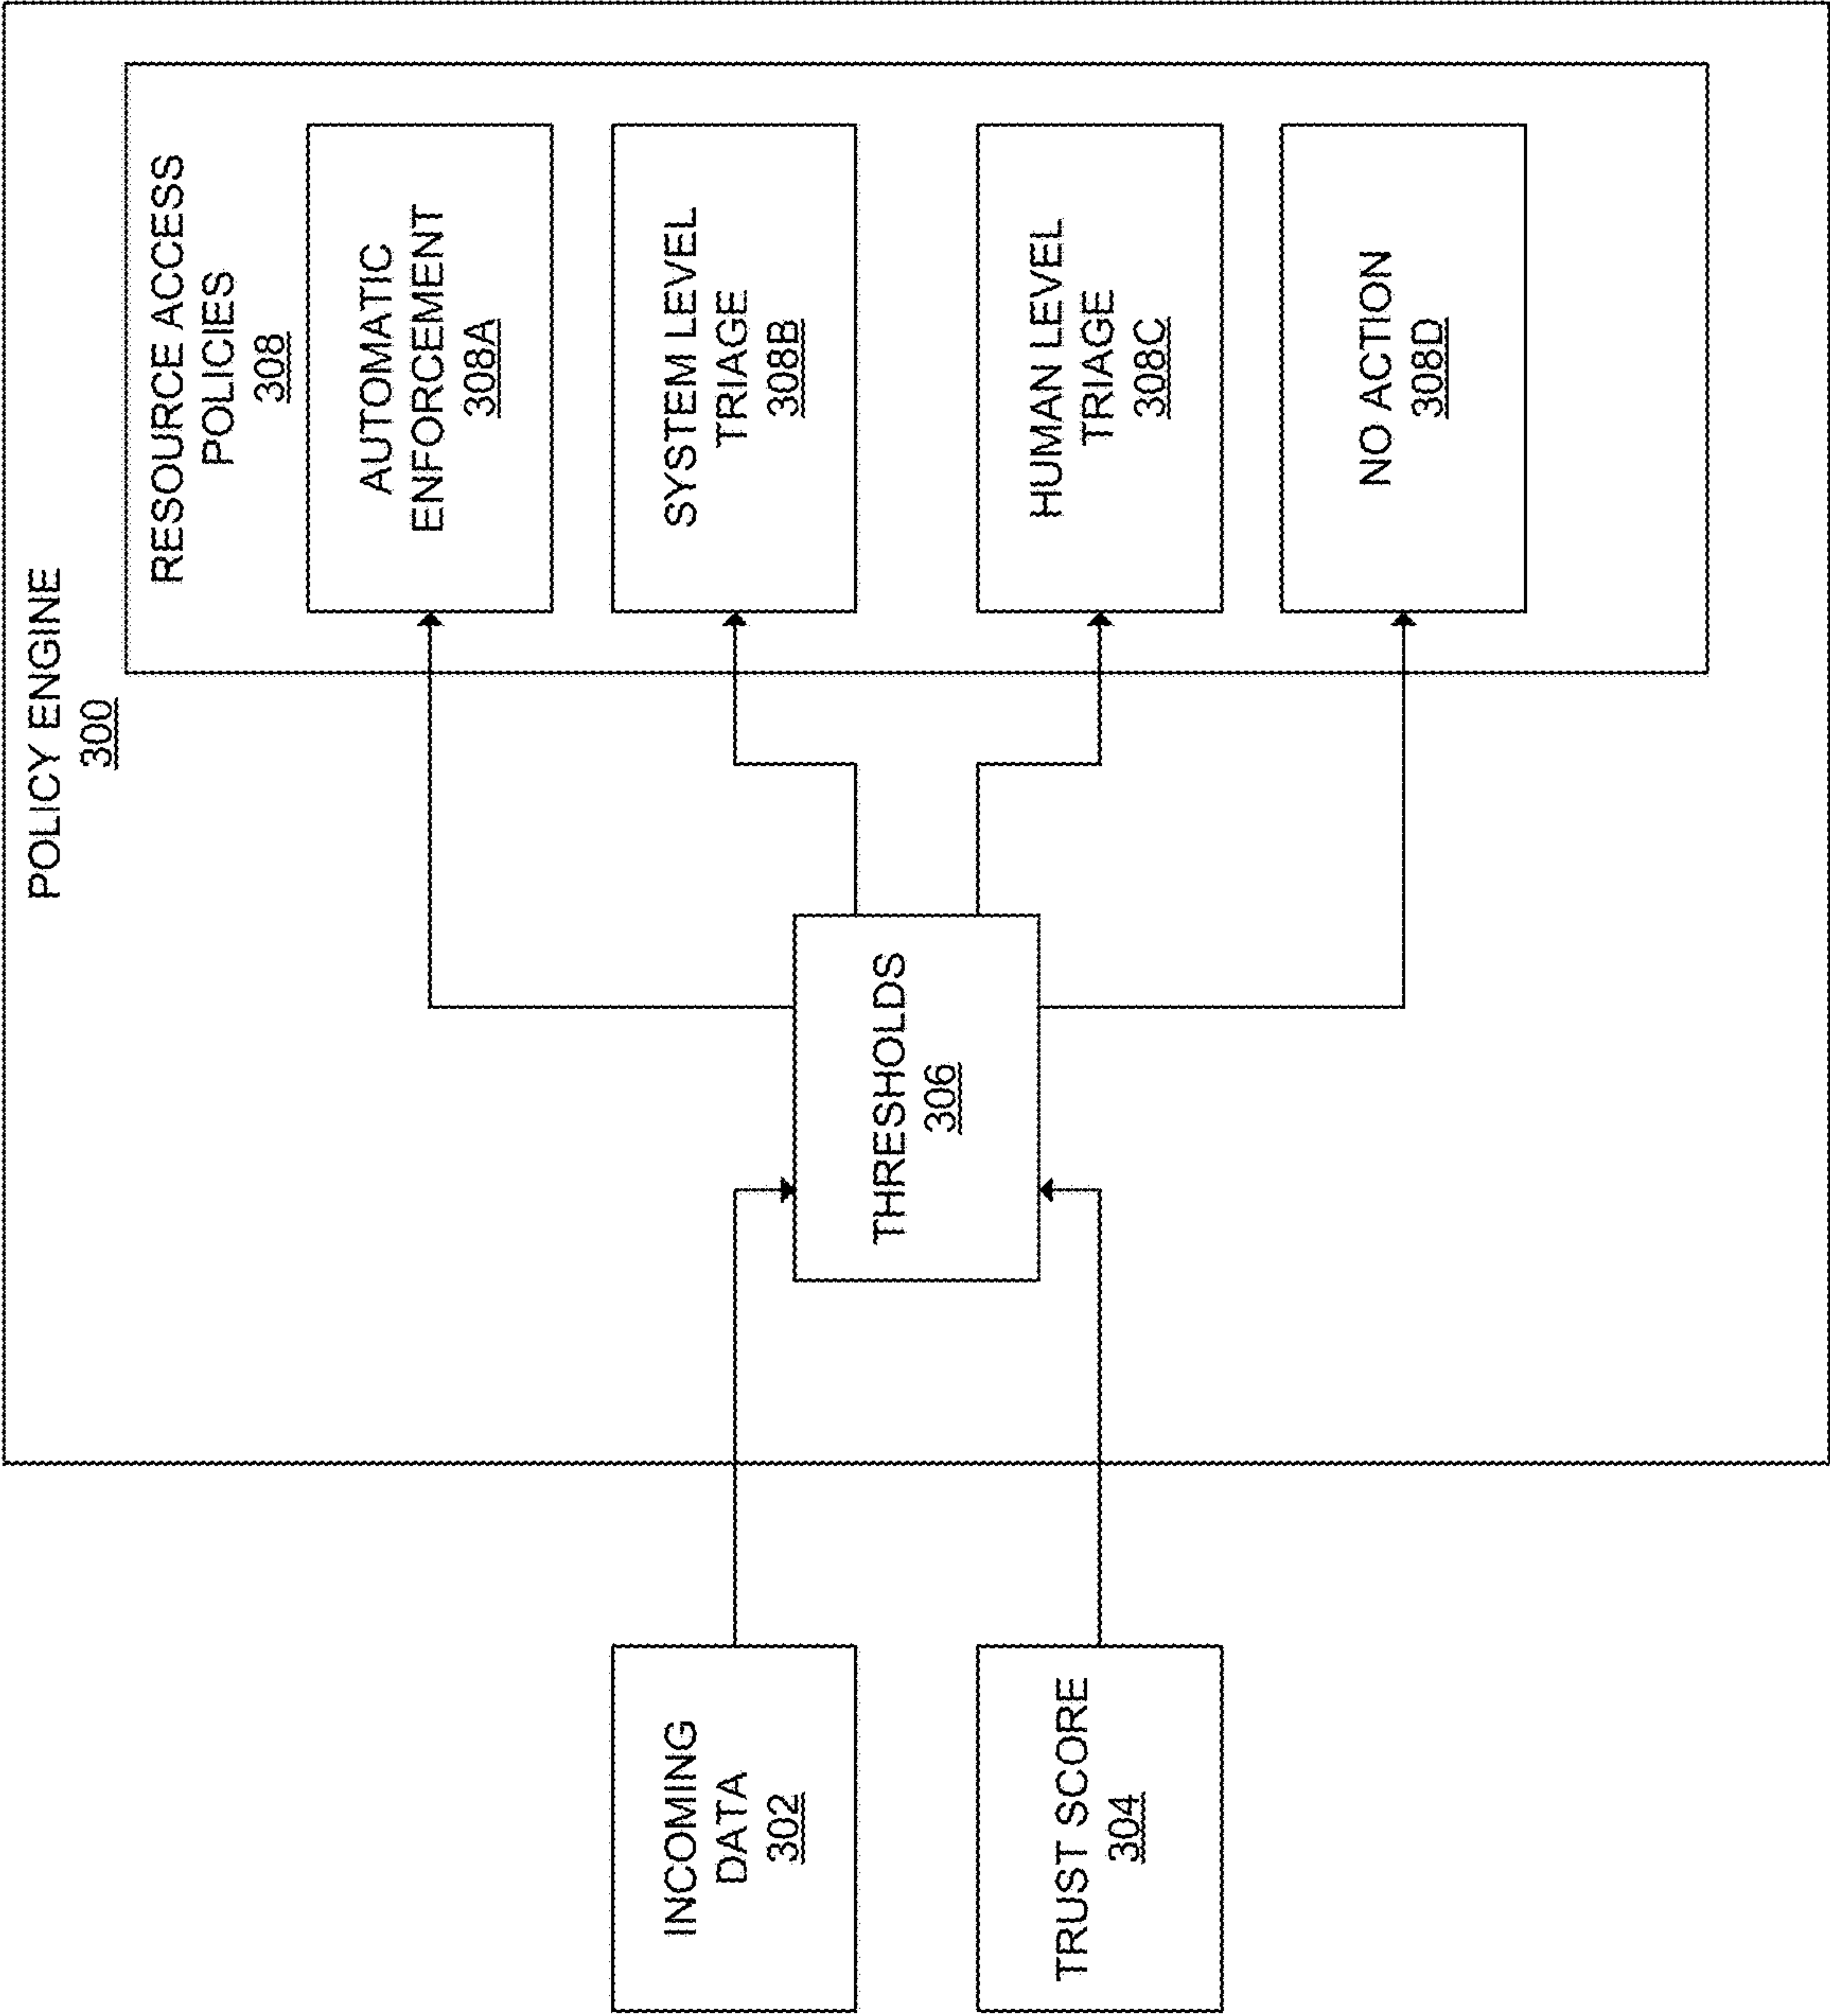 POLICY ENGINE
300
RESOURCE ACCESS
POLICIES
308
AUTOMATIC
ENFORCEMENT
308A
SYSTEM LEVEL
TRIAGE
308B
HUMAN LEVEL
TRIAGE
308C
NO ACTION
308D
THRESHOLDS
306
INCOMING
DATA
302
TRUST SCORE
304